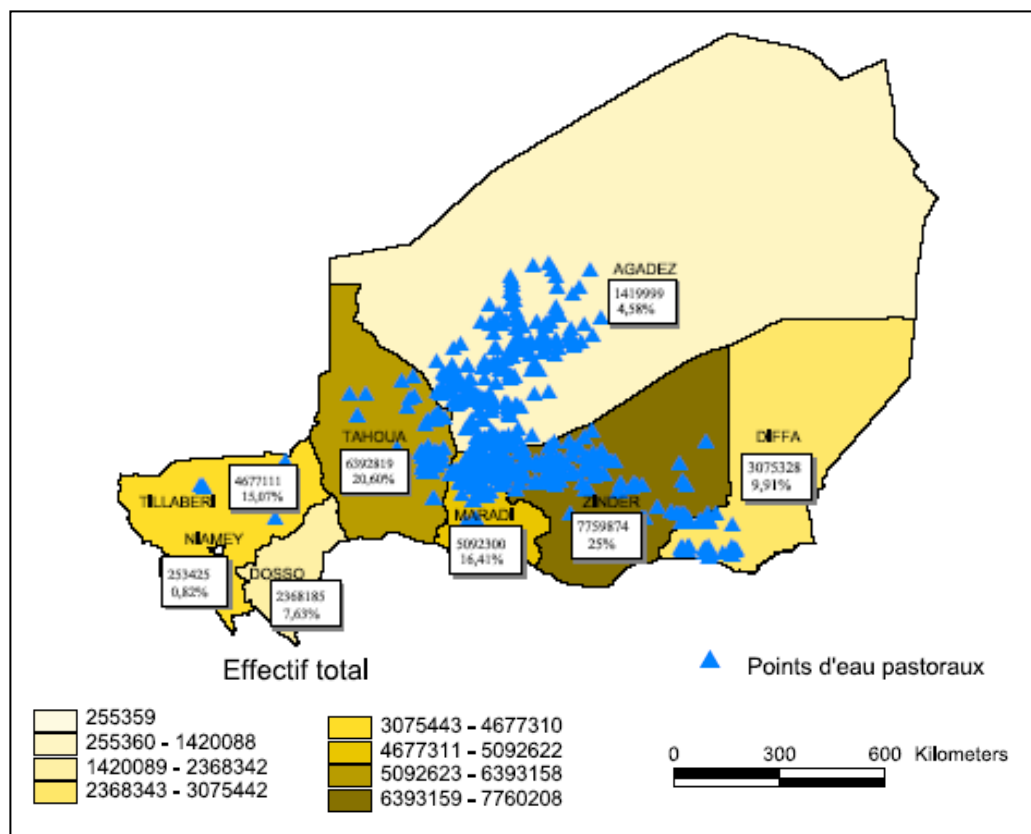 AGADEZ
1419999
4,58%
TAHOUA
6392819
20,60%
DIFFA
3075328
9,91%
TILLABERI
4677111
15,07%
MARADI
5092300
16,41%
ZINDER
7759874
25%
NIAMEY
253425
0,82%
DOSSO
2368185
7,63%
Effectif total
Points d'eau pastoraux
255359
255360 - 1420088
1420089 - 2368342
2368343 - 3075442
3075443 - 4677310
4677311 - 5092622
5092623 - 6393158
6393159 - 7760208
0 300 600 Kilometers